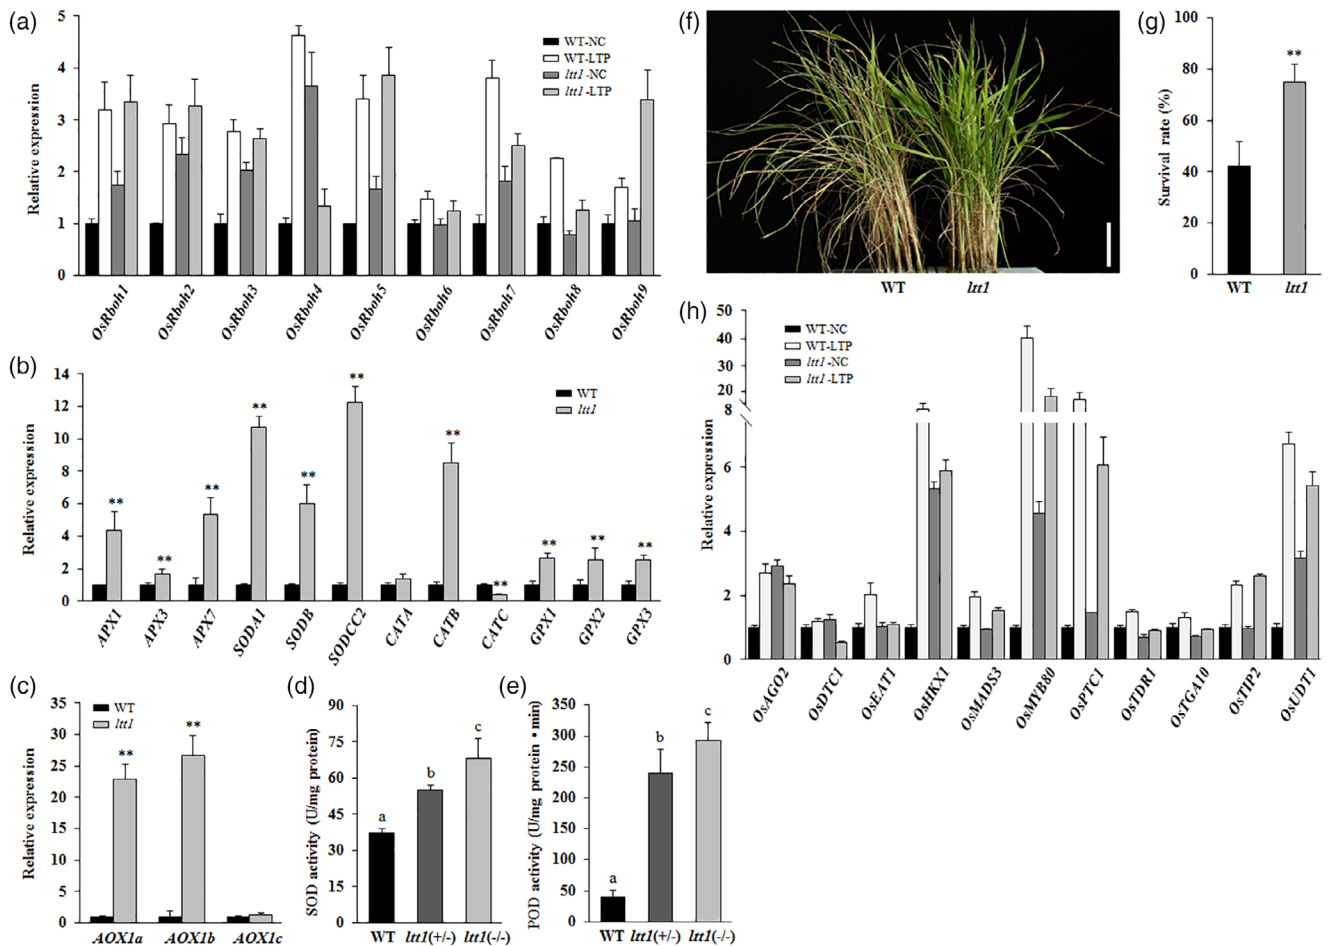 (a)
Relative expression
5
4
3
2
1
0
WT-NC
WT-LTP
ltt1-NC
ltt1-LTP
OsRboh1
OsRboh2
OsRboh3
OsRboh4
OsRboh5
OsRboh6
OsRboh7
OsRboh8
OsRboh9
(b)
Relative expression
14
12
10
8
6
4
2
0
WT
ltt1
**
**
**
**
**
**
**
**
**
**
**
APX1
APX3
APX7
SODA1
SODB
SODCC2
CATA
CATB
CATC
GPX1
GPX2
GPX3
(c)
Relative expression
35
30
25
20
15
10
5
0
WT
ltt1
**
**
AOX1a
AOX1b
AOX1c
(d)
SOD activity (U/mg protein)
90
75
60
45
30
15
0
a
b
c
WT
ltt1(+/-)
ltt1(-/-)
(e)
POD activity (U/mg protein • min)
350
300
250
200
150
100
50
0
a
b
c
WT
ltt1(+/-)
ltt1(-/-)
(f)
WT
ltt1
(g)
Survival rate (%)
100
80
60
40
20
0
**
WT
ltt1
(h)
Relative expression
50
40
30
20
10
8
6
4
2
0
WT-NC
WT-LTP
ltt1-NC
ltt1-LTP
OsAGO2
OsDTC1
OsEAT1
OsHKX1
OsMADS3
OsMYB80
OsPTC1
OsTDR1
OsTGA10
OsTIP2
OsUDT1